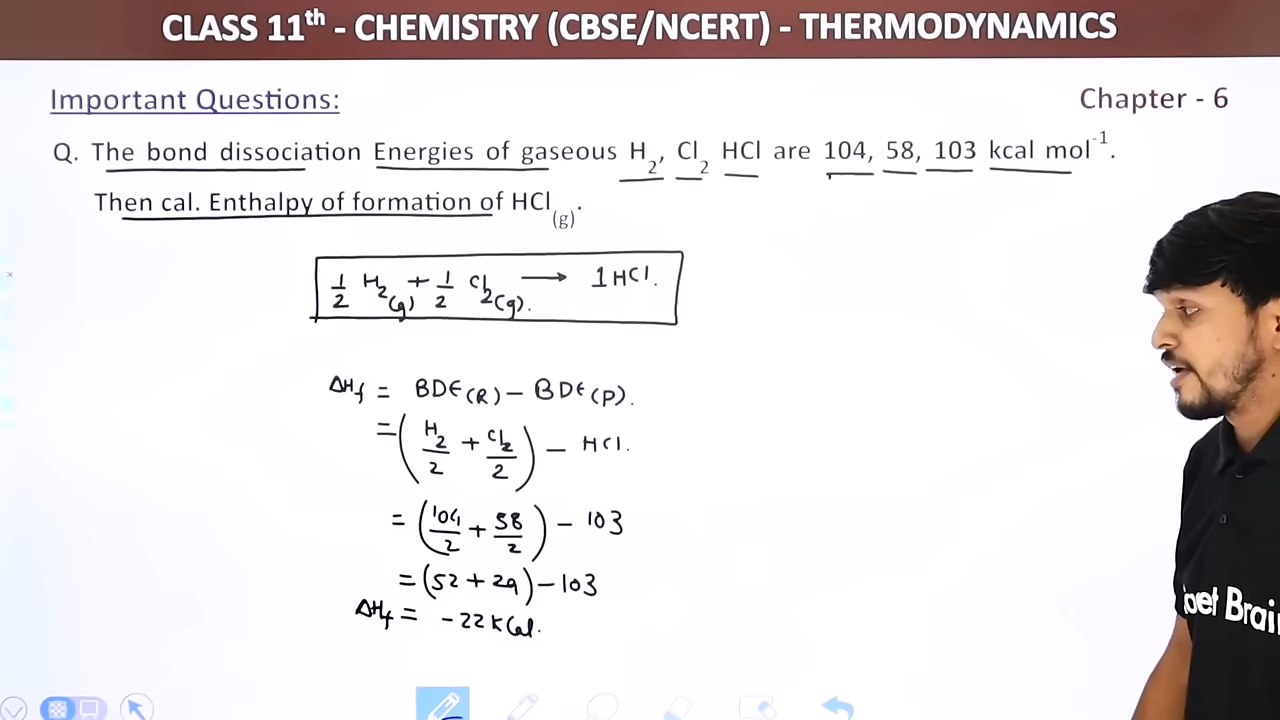 CLASS 11th - CHEMISTRY (CBSE/NCERT) - THERMODYNAMICS
Important Questions:
Chapter - 6
Q. The bond dissociation Energies of gaseous H2, Cl2 HCl are 104, 58, 103 kcal mol-1.
Then cal. Enthalpy of formation of HCl(g).
1/2 H2(g) + 1/2 Cl2(g). → 1HCl.
ΔHf = BDE(R) - BDE(P).
= (H2/2 + Cl2/2) - HCl.
= (104/2 + 58/2) - 103
= (52 + 29) - 103
ΔHf = -22 kCal.